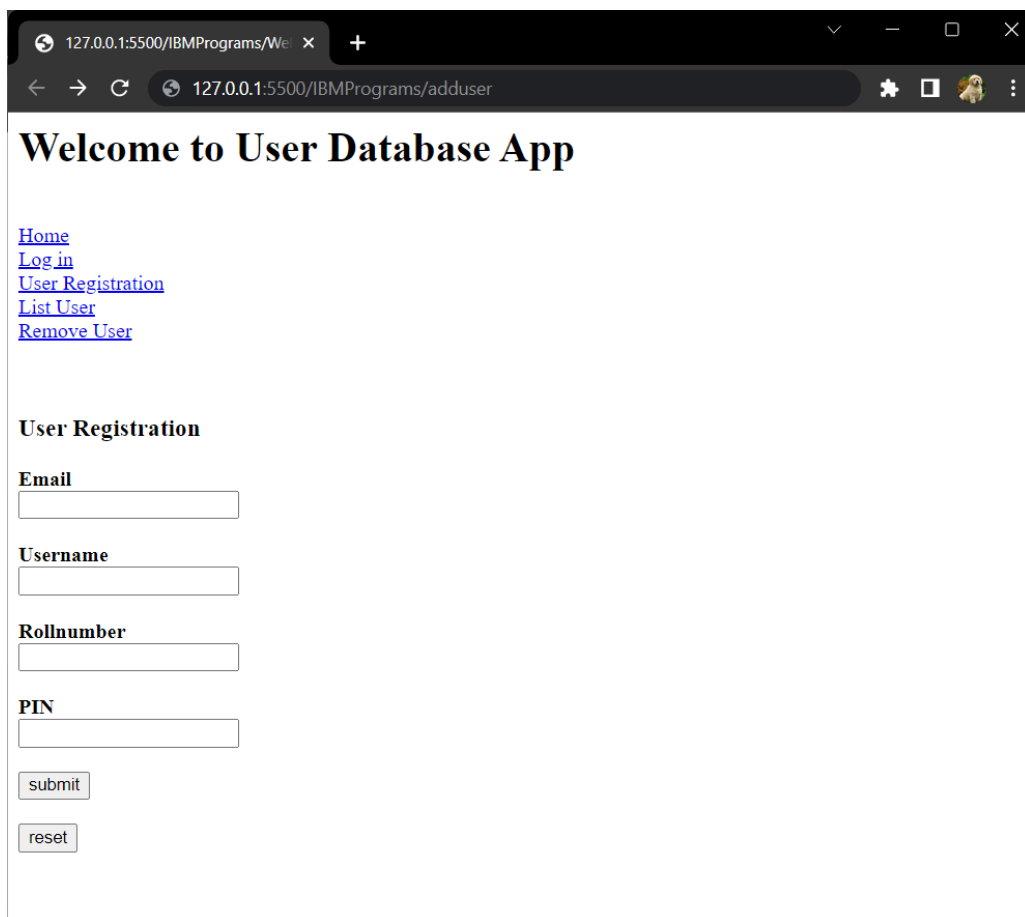 127.0.0.1:5500/IBMPrograms/We
127.0.0.1:5500/IBMPrograms/adduser
Welcome to User Database App
Home
Log in
User Registration
List User
Remove User
User Registration
Email
Username
Rollnumber
PIN
submit
reset